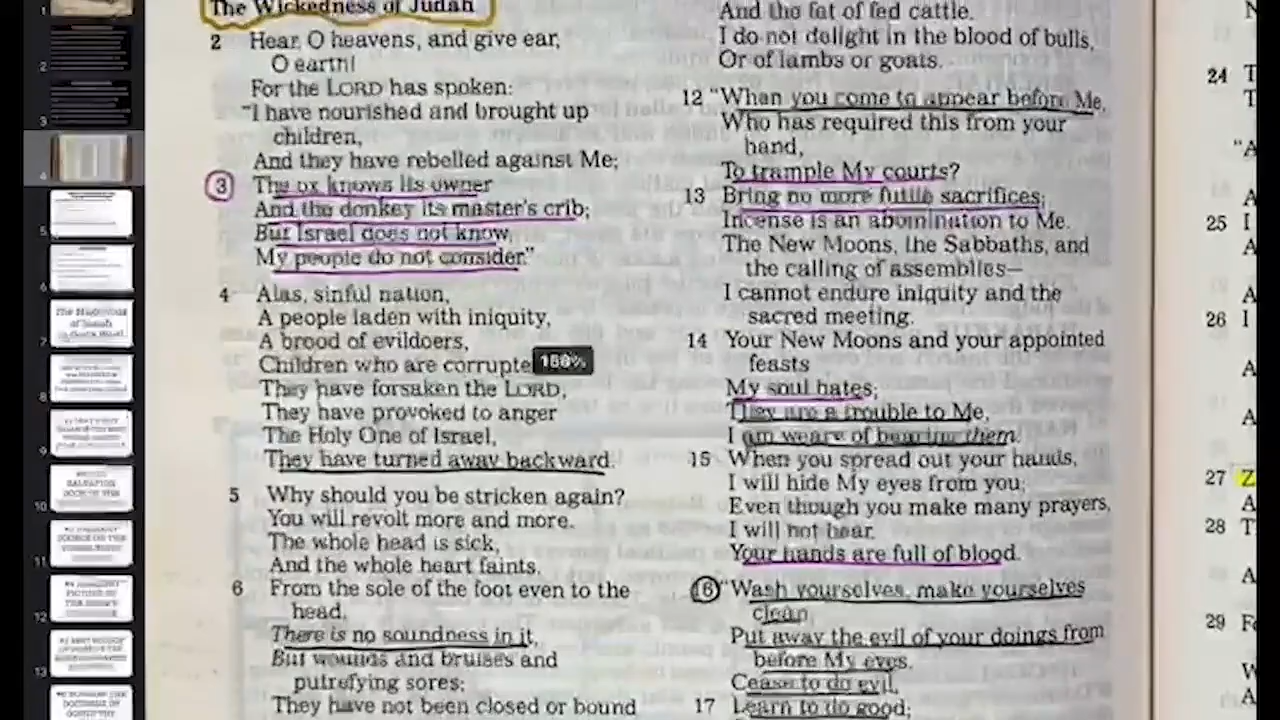 The Wickedness of Judah
2 Hear, O heavens, and give ear,
O earth!
For the LORD has spoken:
"I have nourished and brought up
children,
And they have rebelled against Me;
3 The ox knows its owner
And the donkey its master's crib;
But Israel does not know,
My people do not consider."
4 Alas, sinful nation,
A people laden with iniquity,
A brood of evildoers,
Children who are corrupte
150%
They have forsaken the LORD,
They have provoked to anger
The Holy One of Israel,
They have turned away backward.
5 Why should you be stricken again?
You will revolt more and more.
The whole head is sick,
And the whole heart faints.
6 From the sole of the foot even to the
head,
There is no soundness in it,
But wounds and bruises and
putrefying sores;
They have not been closed or bound
And the fat of fed cattle.
I do not delight in the blood of bulls,
Or of lambs or goats.
12 "When you come to appear before Me,
Who has required this from your
hand,
To trample My courts?
13 Bring no more futile sacrifices;
Incense is an abomination to Me.
The New Moons, the Sabbaths, and
the calling of assemblies—
I cannot endure iniquity and the
sacred meeting.
14 Your New Moons and your appointed
feasts
My soul hates;
They are a trouble to Me,
I am weary of bearing them.
15 When you spread out your hands,
I will hide My eyes from you;
Even though you make many prayers,
I will not hear.
Your hands are full of blood.
16 "Wash yourselves, make yourselves
clean;
Put away the evil of your doings from
before My eyes.
Cease to do evil,
17 Learn to do good;
24 T
T
"A
A
25 I
A
A
26 I
A
A
27 Z
A
28 T
A
29 Fo
W
A
2
3
4
5
6
7
8
9
10
11
12
13